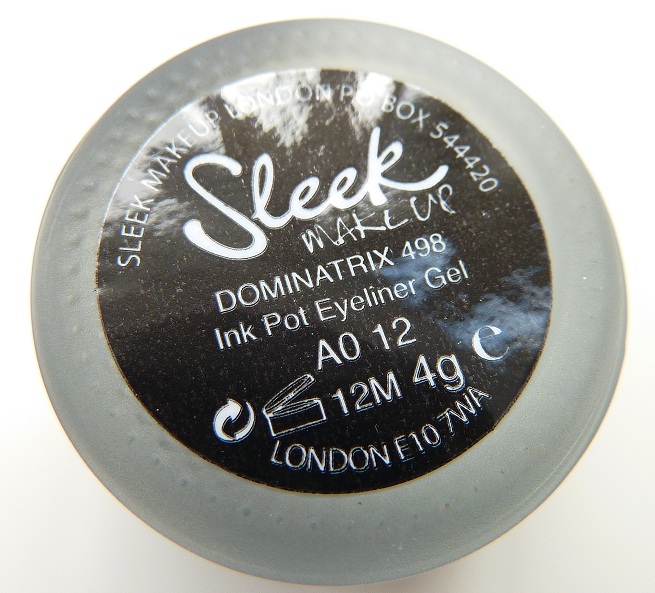 SLEEK MAKEUP LONDON PO BOX 544420
Sleek
MAKEUP
DOMINATRIX 498
Ink Pot Eyeliner Gel
A0 12
12M 4g e
LONDON E10 7WA